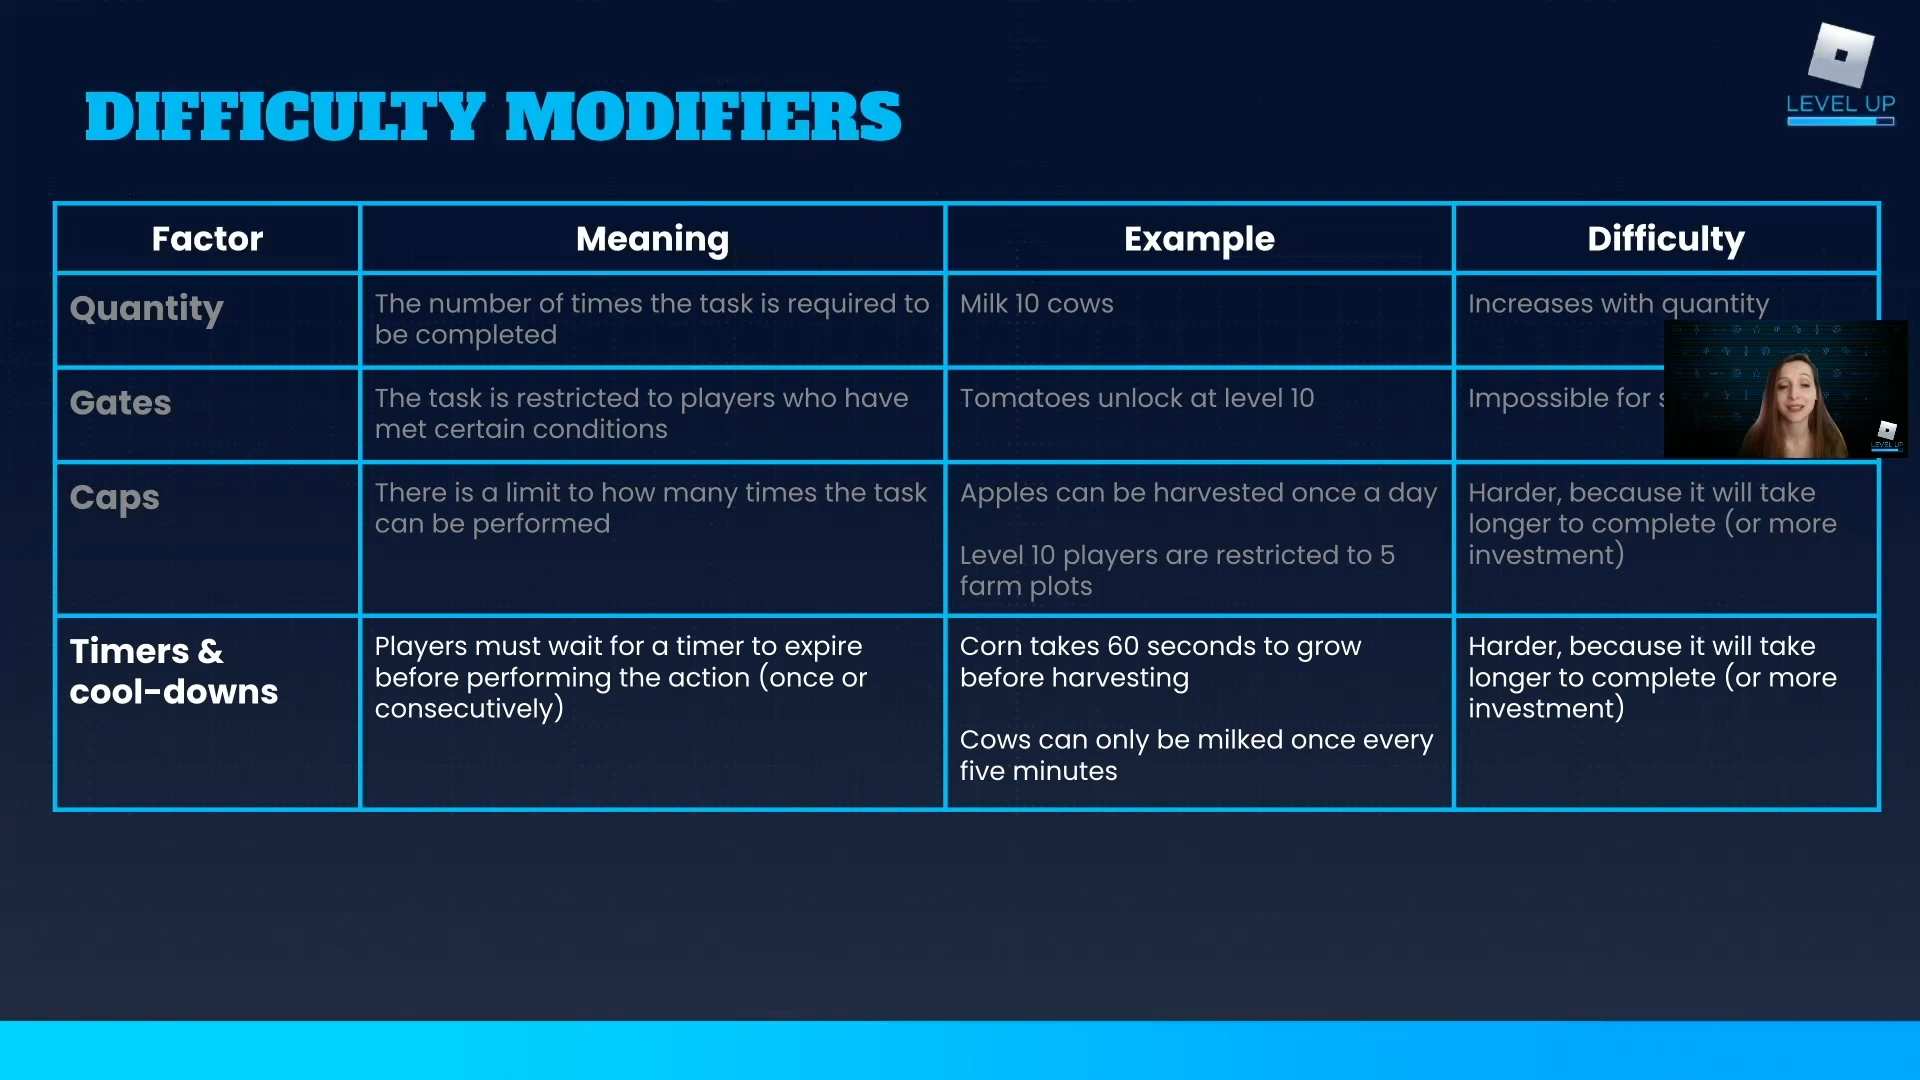 DIFFICULTY MODIFIERS
LEVEL UP
Factor
Meaning
Example
Difficulty
Quantity
The number of times the task is required to
be completed
Milk 10 cows
Increases with quantity
Gates
The task is restricted to players who have
met certain conditions
Tomatoes unlock at level 10
Impossible for
LEVEL UP
Caps
There is a limit to how many times the task
can be performed
Apples can be harvested once a day
Level 10 players are restricted to 5
farm plots
Harder, because it will take
longer to complete (or more
investment)
Timers &
cool-downs
Players must wait for a timer to expire
before performing the action (once or
consecutively)
Corn takes 60 seconds to grow
before harvesting
Cows can only be milked once every
five minutes
Harder, because it will take
longer to complete (or more
investment)